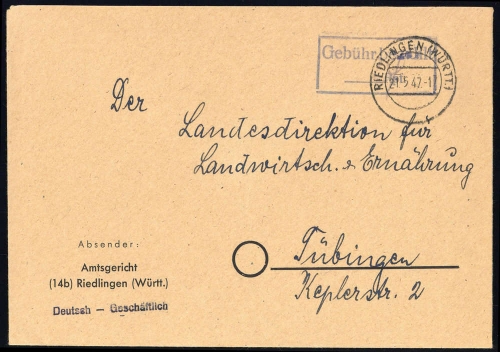 Gebühr
RIEDLINGEN (WÜRTT.)
21.5.47.-1
Der
Landesdirektion für
Landwirtsch. & Ernährung
Tübingen
Keplerstr. 2
Absender:
Amtsgericht
(14b) Riedlingen (Württ.)
Deutsch — Geschäftlich